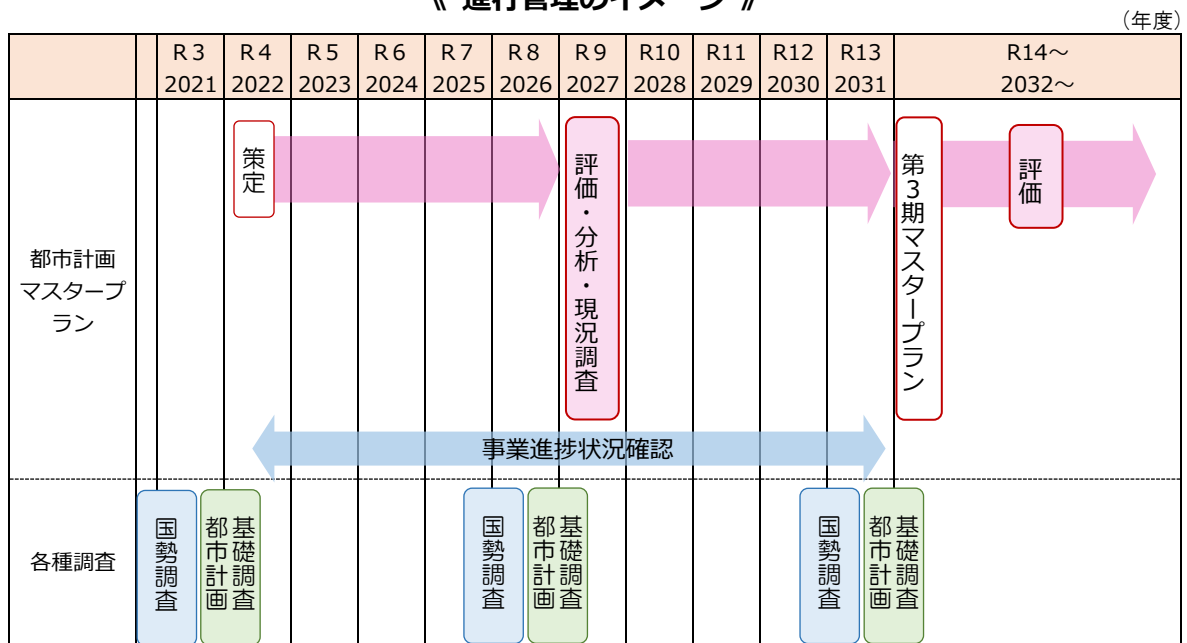 《 進行管理のイメージ 》
（年度）
R3 R4 R5 R6 R7 R8 R9 R10 R11 R12 R13 R14～
2021 2022 2023 2024 2025 2026 2027 2028 2029 2030 2031 2032～
都市計画
マスタープ
ラン
策定
評価・分析・現況調査
第3期マスタープラン
評価
事業進捗状況確認
各種調査
国勢調査
都市計画
基礎調査
国勢調査
都市計画
基礎調査
国勢調査
都市計画
基礎調査